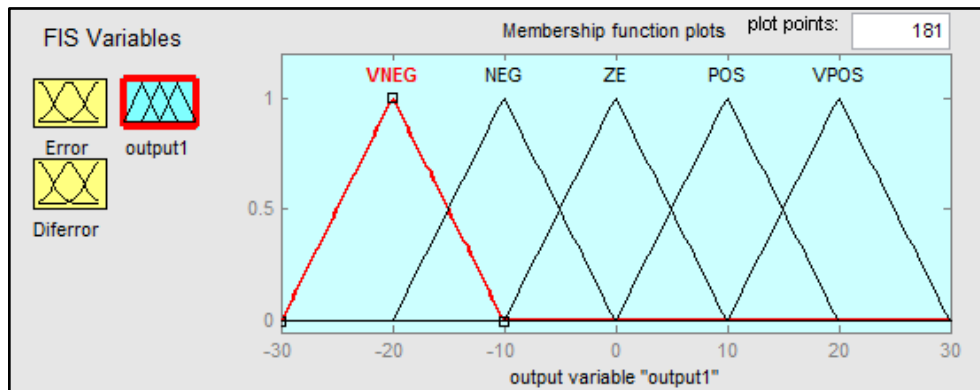 FIS Variables
Membership function plots
plot points:
181
VNEG NEG ZE POS VPOS
1
0.5
0
Error
output1
Diferror
-30 -20 -10 0 10 20 30
output variable "output1"